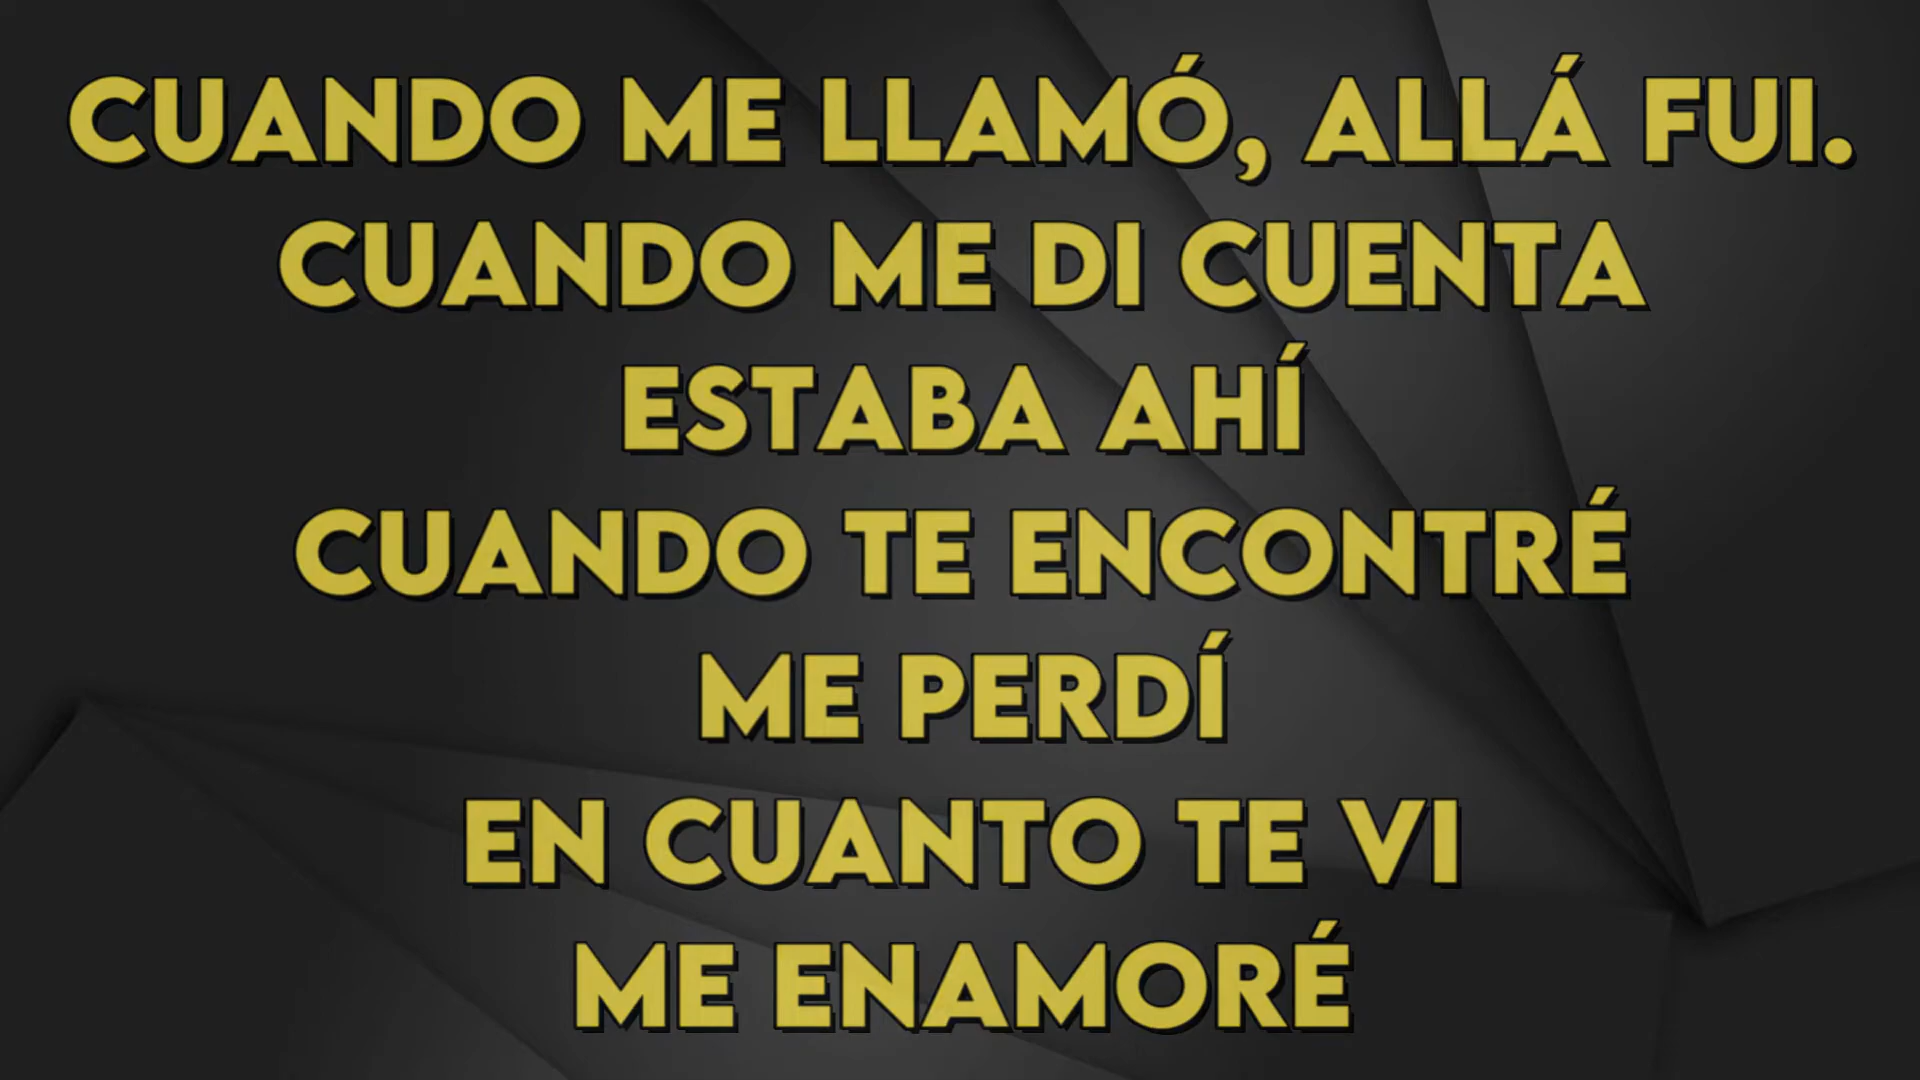 CUANDO ME LLAMÓ, ALLÁ FUI.
CUANDO ME DI CUENTA
ESTABA AHÍ
CUANDO TE ENCONTRÉ
ME PERDÍ
EN CUANTO TE VI
ME ENAMORÉ